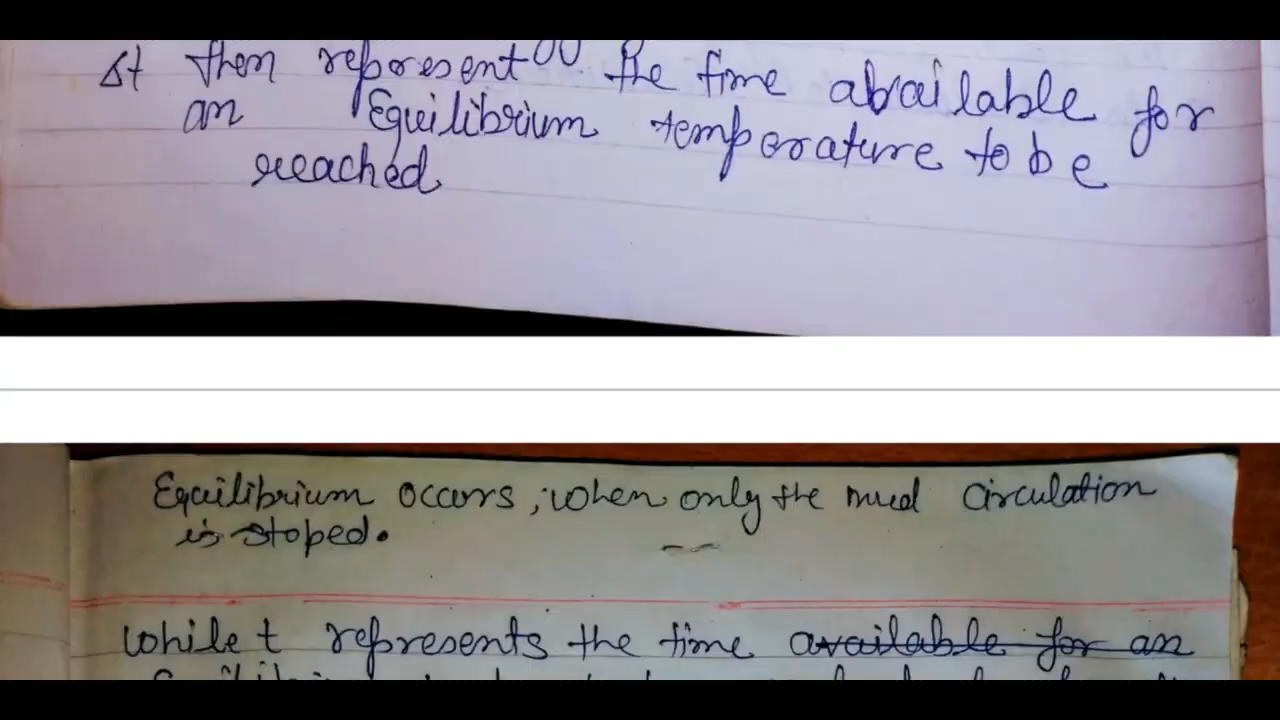 Δt then represent the time abailable for
an Equilibrium temperature to be
reached
Equilibrium occurs, when only the mud circulation
is stoped.
while t represents the time available for an